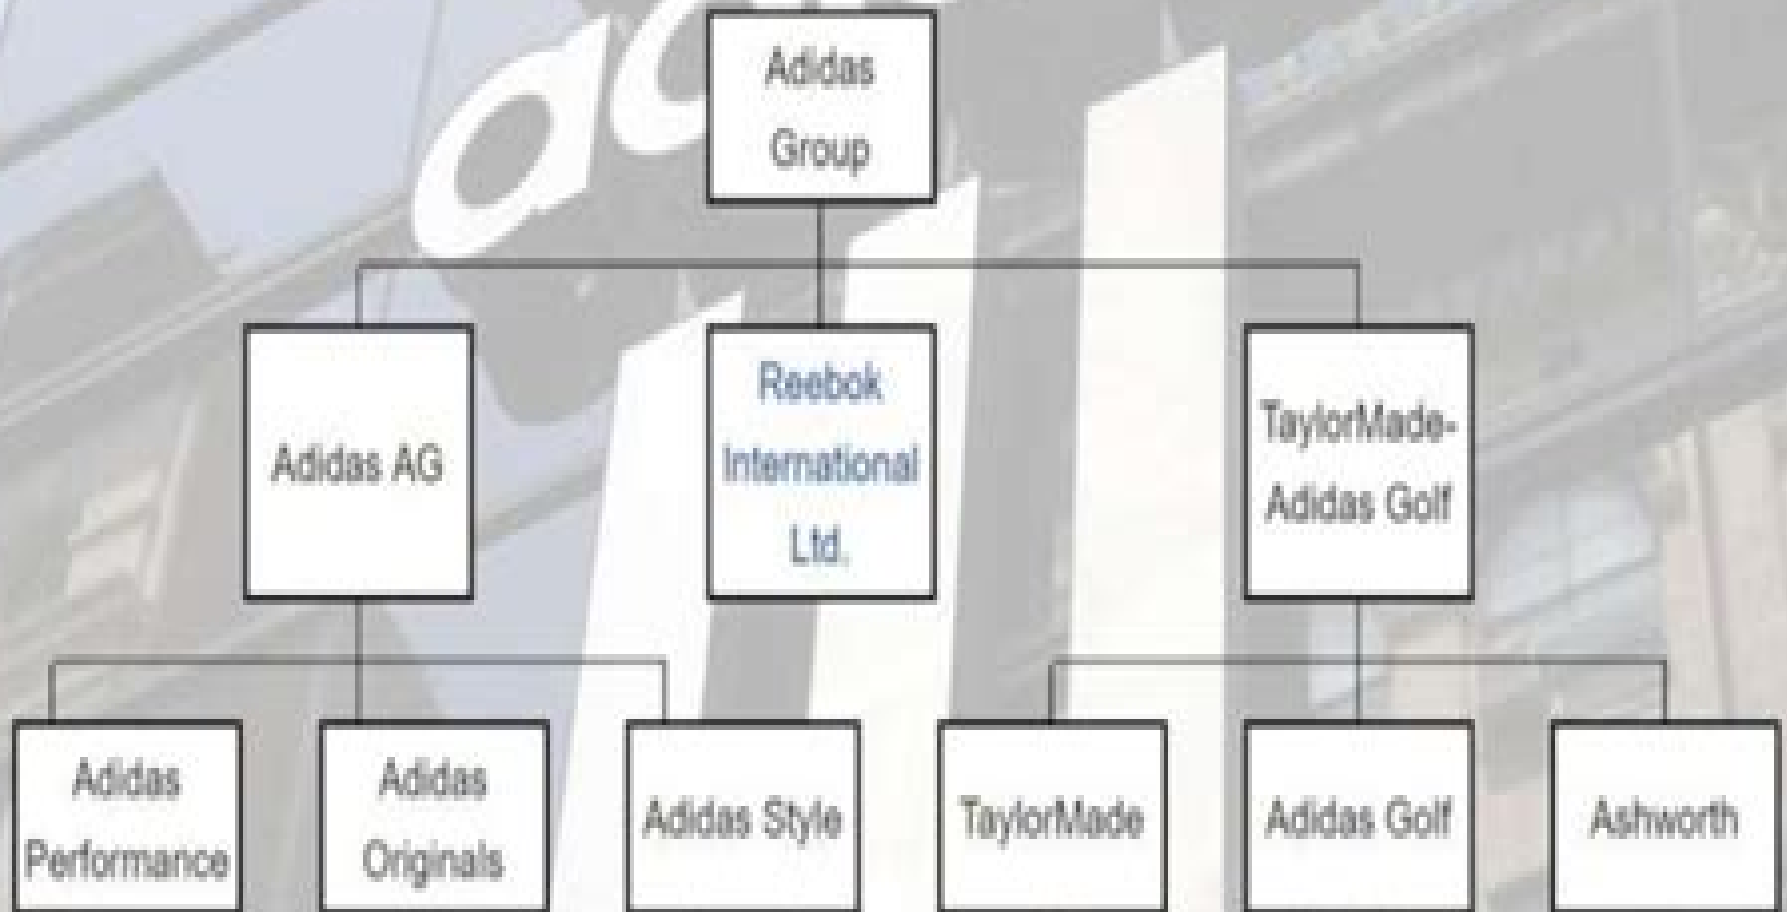 Adidas
Group
Adidas AG
Reebok
International
Ltd.
TaylorMade-
Adidas Golf
Adidas
Performance
Adidas
Originals
Adidas Style
TaylorMade
Adidas Golf
Ashworth